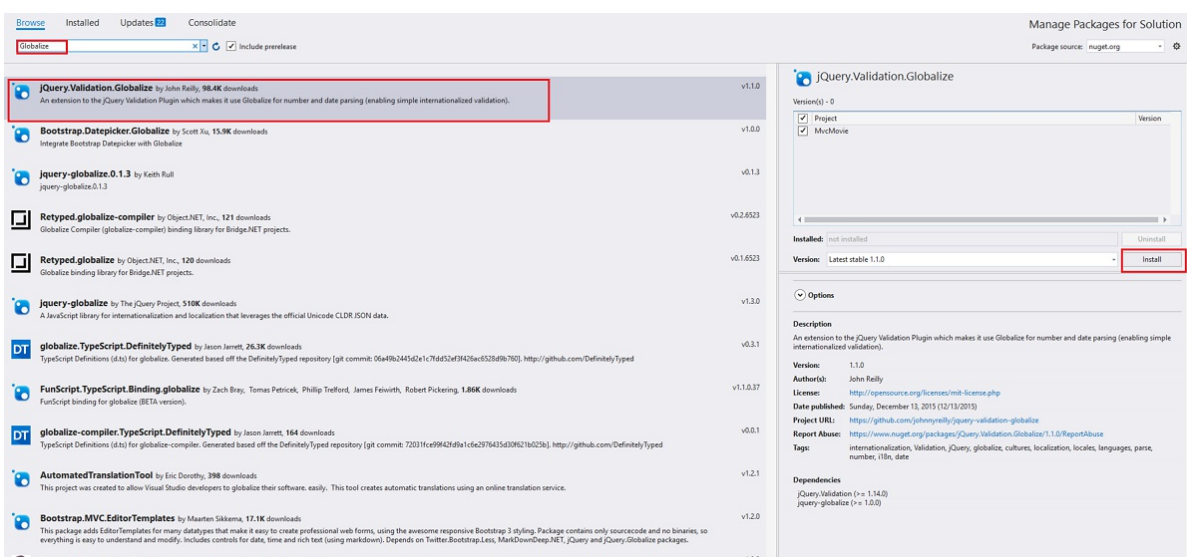 Browse Installed Updates 22 Consolidate
Manage Packages for Solution
Globalize
Include prerelease
Package source: nuget.org
jQuery.Validation.Globalize by John Reilly, 98.4K downloads v1.1.0
An extension to the jQuery Validation Plugin which makes it use Globalize for number and date parsing (enabling simple internationalized validation).
Bootstrap.Datepicker.Globalize by Scott Xu, 15.9K downloads v1.0.0
Integrate Bootstrap Datepicker with Globalize
jquery-globalize.0.1.3 by Keith Rull v0.1.3
jquery-globalize.0.1.3
Retyped.globalize-compiler by Object.NET, Inc., 121 downloads v0.2.6523
Globalize Compiler (globalize-compiler) binding library for Bridge.NET projects.
Retyped.globalize by Object.NET, Inc., 120 downloads v0.1.6523
Globalize binding library for Bridge.NET projects.
jquery-globalize by The jQuery Project, 510K downloads v1.3.0
A JavaScript library for internationalization and localization that leverages the official Unicode CLDR JSON data.
DT
globalize.TypeScript.DefinitelyTyped by Jason Jarrett, 26.3K downloads v0.3.1
TypeScript Definitions (d.ts) for globalize. Generated based off the DefinitelyTyped repository [git commit: 06a49b2445d2e1c7fdd52ef3f426ac6528d9b760]. http://github.com/DefinitelyTyped
FunScript.TypeScript.Binding.globalize by Zach Bray, Tomas Petricek, Phillip Trelford, James Feiwirth, Robert Pickering, 1.86K downloads v1.1.0.37
FunScript binding for globalize (BETA version).
DT
globalize-compiler.TypeScript.DefinitelyTyped by Jason Jarrett, 164 downloads v0.0.1
TypeScript Definitions (d.ts) for globalize-compiler. Generated based off the DefinitelyTyped repository [git commit: 72031fce99f42fd9a1c6e2976435d30f621b025b]. http://github.com/DefinitelyTyped
AutomatedTranslationTool by Eric Dorothy, 398 downloads v1.2.1
This project was created to allow Visual Studio developers to globalize their software. easily. This tool creates automatic translations using an online translation service.
Bootstrap.MVC.EditorTemplates by Maarten Sikkema, 17.1K downloads v1.2.0
This package adds EditorTemplates for many datatypes that make it easy to create professional web forms, using the awesome responsive Bootstrap 3 styling. Package contains only sourcecode and no binaries, so
everything is easy to understand and modify. Includes controls for date, time and rich text (using markdown). Depends on Twitter.Bootstrap.Less, MarkDownDeep.NET, jQuery and jQuery.Globalize packages.
jQuery.Validation.Globalize
Version(s) - 0
Project Version
MvcMovie
Installed: not installed Uninstall
Version: Latest stable 1.1.0 Install
Options
Description
An extension to the jQuery Validation Plugin which makes it use Globalize for number and date parsing (enabling simple
internationalized validation).
Version: 1.1.0
Author(s): John Reilly
License: http://opensource.org/licenses/mit-license.php
Date published: Sunday, December 13, 2015 (12/13/2015)
Project URL: https://github.com/johnnyreilly/jquery-validation-globalize
Report Abuse: https://www.nuget.org/packages/jQuery.Validation.Globalize/1.1.0/ReportAbuse
Tags: internationalization, Validation, jQuery, globalize, cultures, localization, locales, languages, parse,
number, i18n, date
Dependencies
jQuery.Validation (>= 1.14.0)
jquery-globalize (>= 1.0.0)